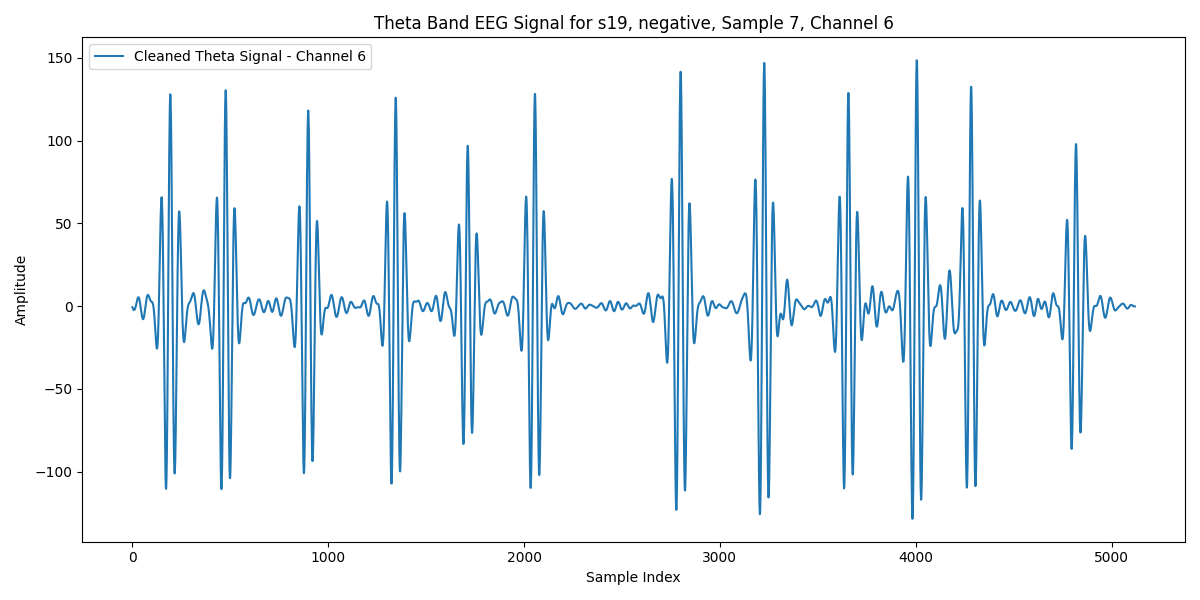 Theta Band EEG Signal for s19, negative, Sample 7, Channel 6
Cleaned Theta Signal - Channel 6
Amplitude
150
100
50
0
−50
−100
0 1000 2000 3000 4000 5000
Sample Index